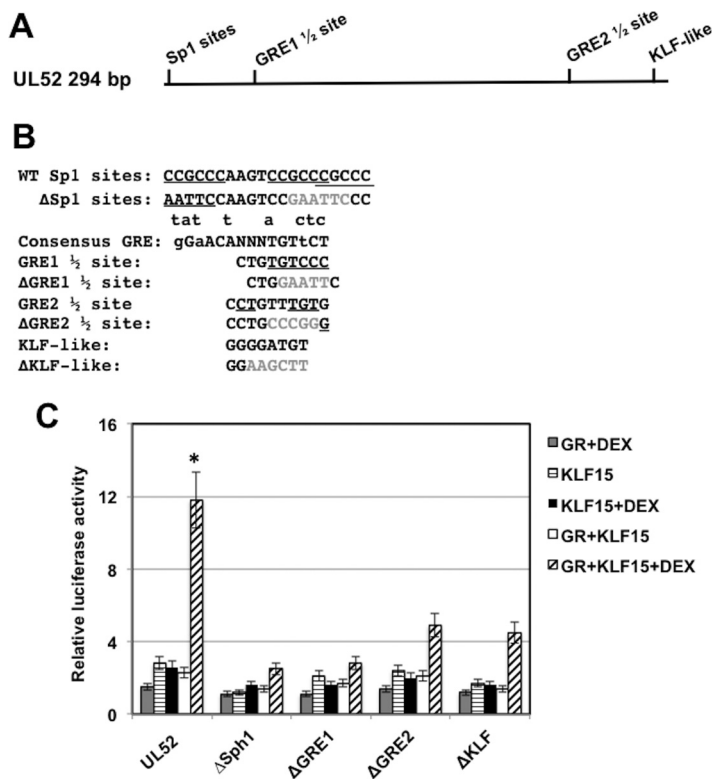 A
Sp1 sites
GRE1 ½ site
GRE2 ½ site
KLF-like
UL52 294 bp
B
WT Sp1 sites: CCGCCCAAGTCCGCCCCGCCC
ΔSp1 sites: AATTCCAAGTCCGAATTCCC
tat t a ctc
Consensus GRE: gGaACANNNTGTtCT
GRE1 ½ site: CTGTGTCCC
ΔGRE1 ½ site: CTGGAATTC
GRE2 ½ site CCTGTTTGTG
ΔGRE2 ½ site: CCTGCCCGGG
KLF-like: GGGGATGT
ΔKLF-like: GGAAGCTT
C
Relative luciferase activity
16
12
8
4
0
*
UL52
ΔSph1
ΔGRE1
ΔGRE2
ΔKLF
GR+DEX
KLF15
KLF15+DEX
GR+KLF15
GR+KLF15+DEX